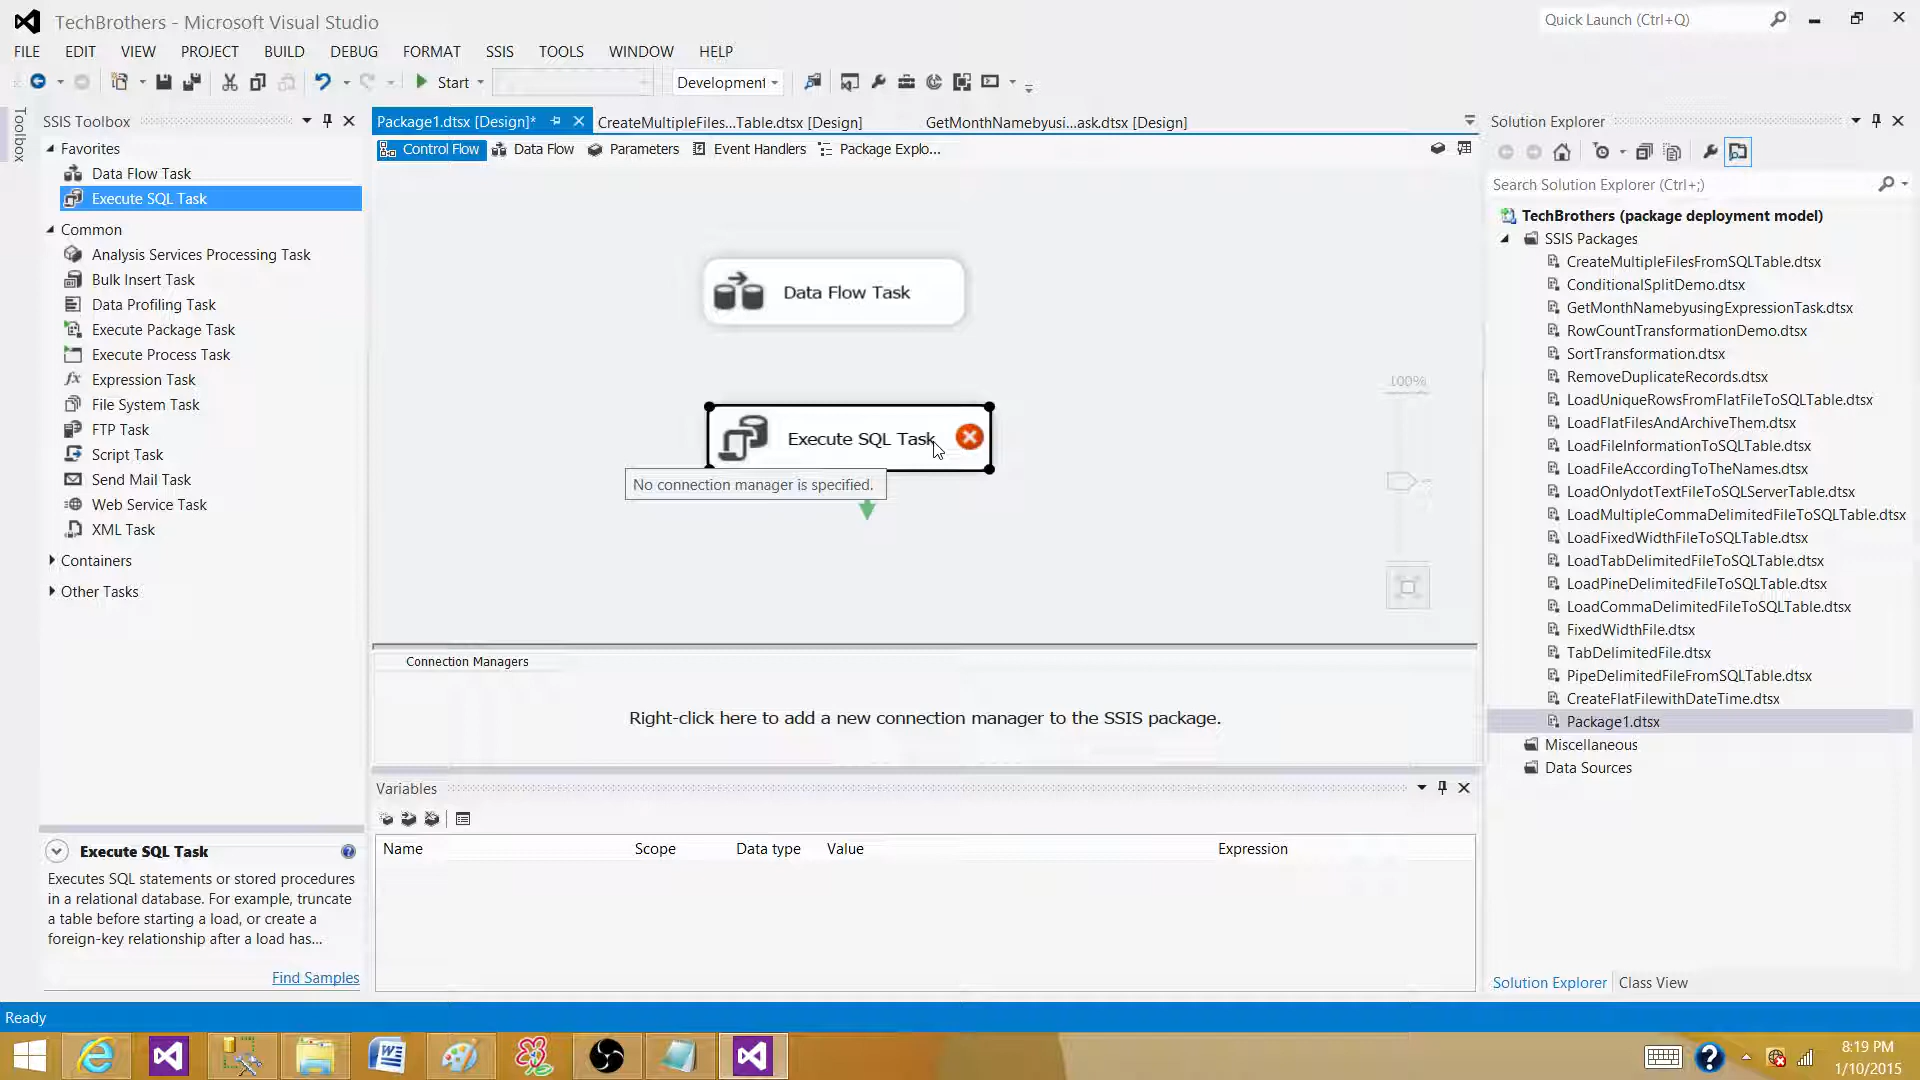 TechBrothers - Microsoft Visual Studio
Quick Launch (Ctrl+Q)
FILE EDIT VIEW PROJECT BUILD DEBUG FORMAT SSIS TOOLS WINDOW HELP
Start
Development
Toolbox
SSIS Toolbox
Favorites
Data Flow Task
Execute SQL Task
Common
Analysis Services Processing Task
Bulk Insert Task
Data Profiling Task
Execute Package Task
Execute Process Task
Expression Task
File System Task
FTP Task
Script Task
Send Mail Task
Web Service Task
XML Task
Containers
Other Tasks
Execute SQL Task
Executes SQL statements or stored procedures
in a relational database. For example, truncate
a table before starting a load, or create a
foreign-key relationship after a load has...
Find Samples
Package1.dtsx [Design]* CreateMultipleFiles...Table.dtsx [Design] GetMonthNamebyusi...ask.dtsx [Design]
Control Flow Data Flow Parameters Event Handlers Package Explo...
Data Flow Task
Execute SQL Task
No connection manager is specified.
100%
Connection Managers
Right-click here to add a new connection manager to the SSIS package.
Variables
Name Scope Data type Value Expression
Solution Explorer
Search Solution Explorer (Ctrl+;)
TechBrothers (package deployment model)
SSIS Packages
CreateMultipleFilesFromSQLTable.dtsx
ConditionalSplitDemo.dtsx
GetMonthNamebyusingExpressionTask.dtsx
RowCountTransformationDemo.dtsx
SortTransformation.dtsx
RemoveDuplicateRecords.dtsx
LoadUniqueRowsFromFlatFileToSQLTable.dtsx
LoadFlatFilesAndArchiveThem.dtsx
LoadFileInformationToSQLTable.dtsx
LoadFileAccordingToTheNames.dtsx
LoadOnlydotTextFileToSQLServerTable.dtsx
LoadMultipleCommaDelimitedFileToSQLTable.dtsx
LoadFixedWidthFileToSQLTable.dtsx
LoadTabDelimitedFileToSQLTable.dtsx
LoadPineDelimitedFileToSQLTable.dtsx
LoadCommaDelimitedFileToSQLTable.dtsx
FixedWidthFile.dtsx
TabDelimitedFile.dtsx
PipeDelimitedFileFromSQLTable.dtsx
CreateFlatFilewithDateTime.dtsx
Package1.dtsx
Miscellaneous
Data Sources
Solution Explorer Class View
Ready
8:19 PM
1/10/2015